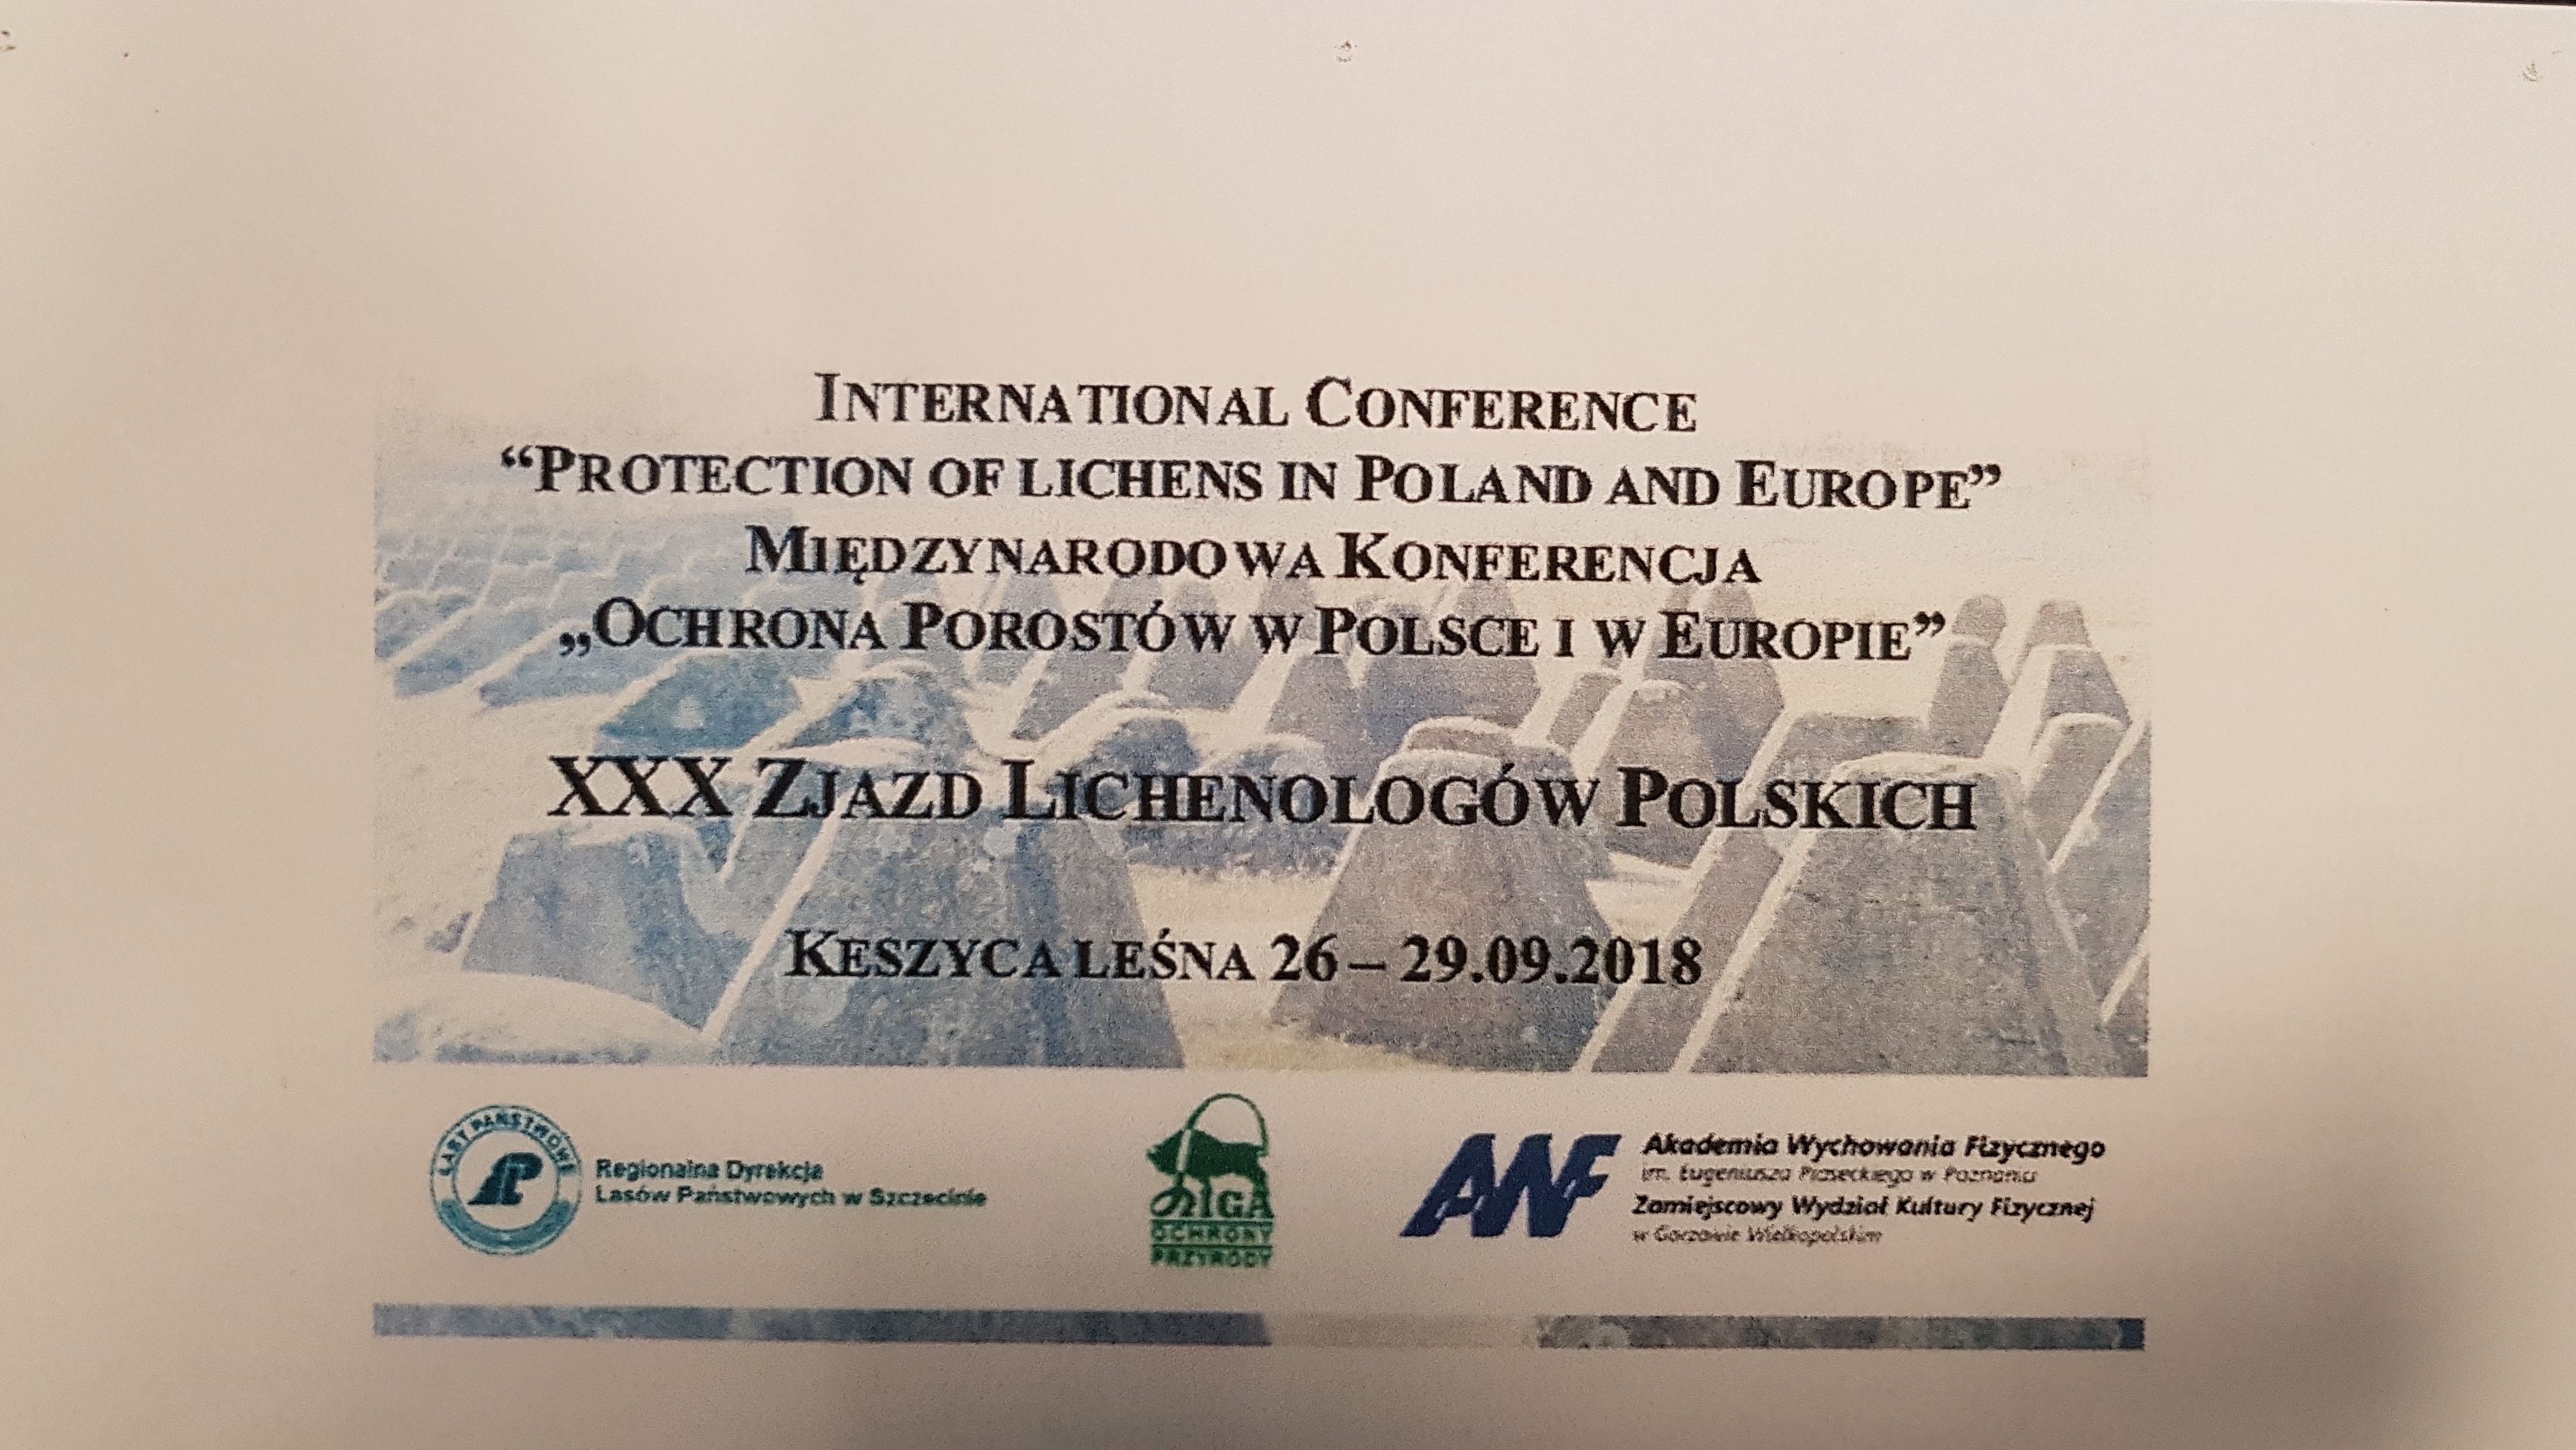 INTERNATIONAL CONFERENCE
“PROTECTION OF LICHENS IN POLAND AND EUROPE”
MIĘDZYNARODOWA KONFERENCJA
„OCHRONA POROSTÓW W POLSCE I W EUROPIE”
XXX ZJAZD LICHENOLOGÓW POLSKICH
KESZYCA LEŚNA 26 – 29.09.2018
LASY PAŃSTWOWE
Regionalna Dyrekcja
Lasów Państwowych w Szczecinie
LIGA
OCHRONY
PRZYRODY
AWF
Akademia Wychowania Fizycznego
im. Eugeniusza Piaseckiego w Poznaniu
Zamiejscowy Wydział Kultury Fizycznej
w Gorzowie Wielkopolskim